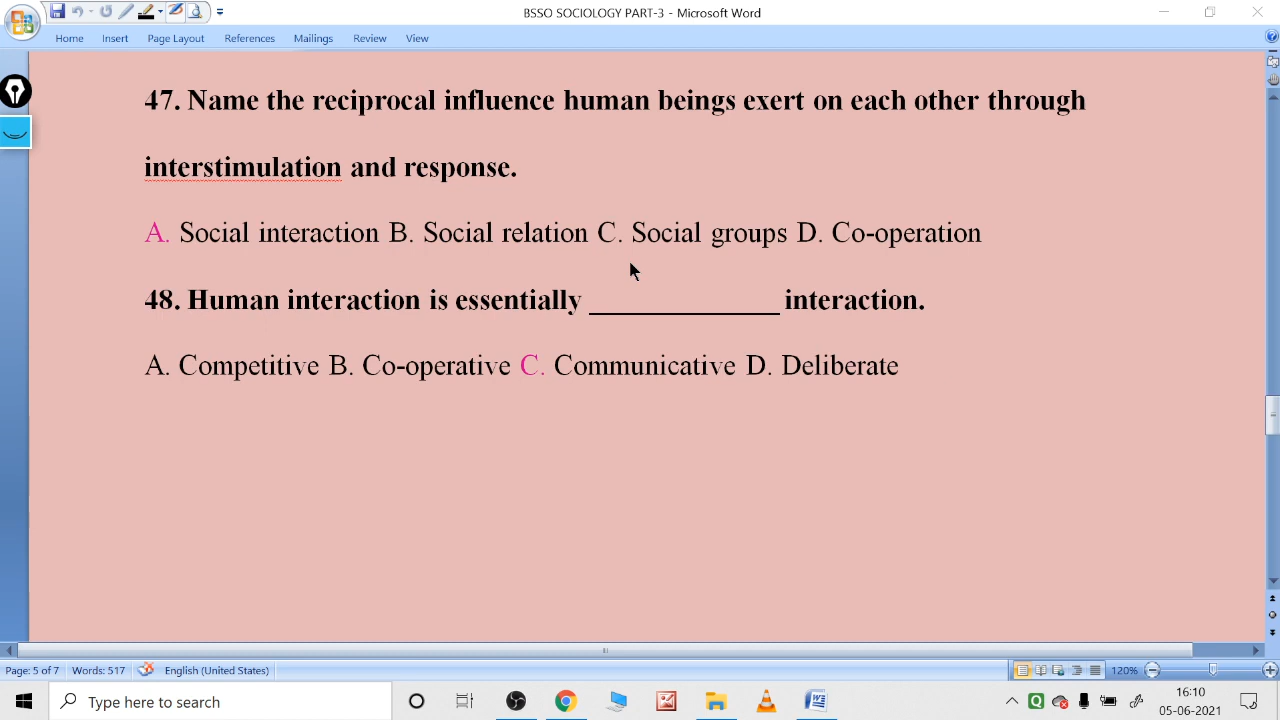 BSSO SOCIOLOGY PART-3 - Microsoft Word
Home Insert Page Layout References Mailings Review View
47. Name the reciprocal influence human beings exert on each other through
interstimulation and response.
A. Social interaction B. Social relation C. Social groups D. Co-operation
48. Human interaction is essentially _____________ interaction.
A. Competitive B. Co-operative C. Communicative D. Deliberate
Page: 5 of 7 Words: 517 English (United States) 120%
Type here to search
16:10
05-06-2021